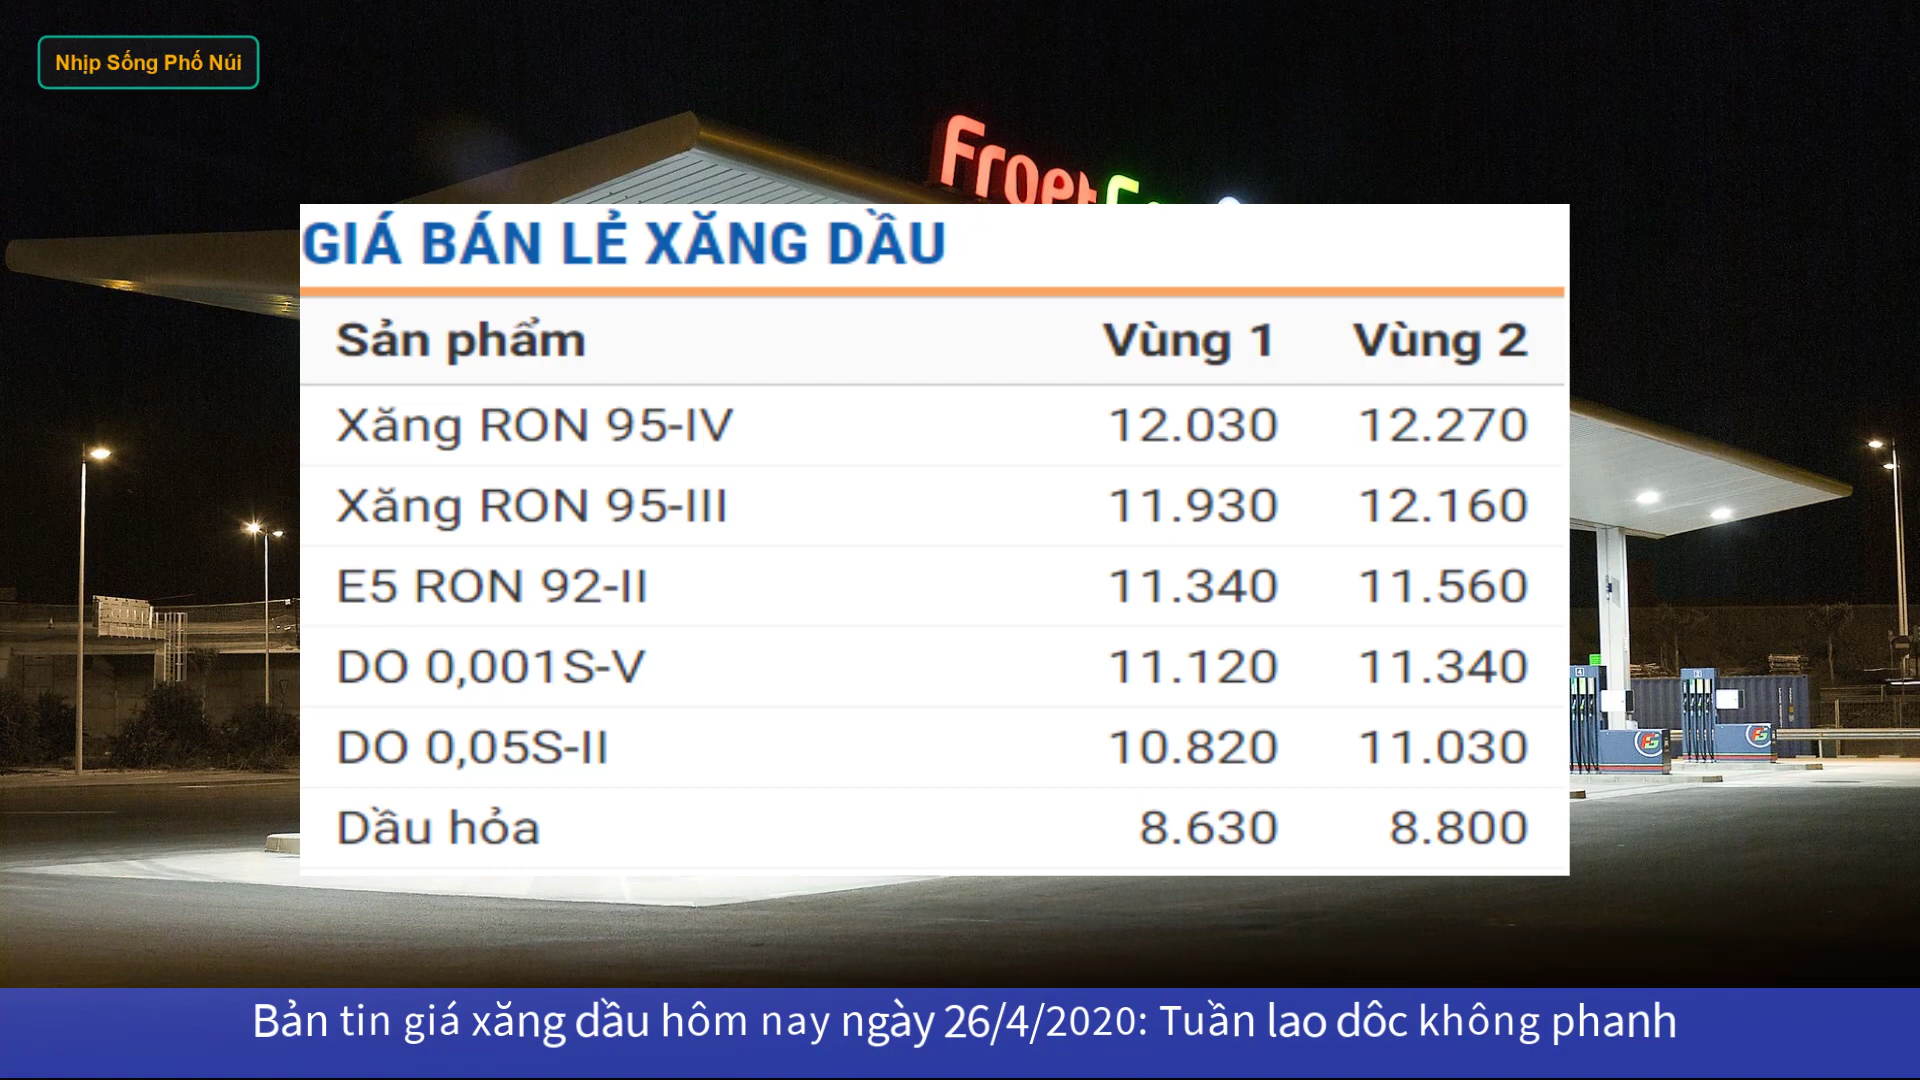 Nhịp Sống Phố Núi
Froet
GIÁ BÁN LẺ XĂNG DẦU
Sản phẩm Vùng 1 Vùng 2
Xăng RON 95-IV 12.030 12.270
Xăng RON 95-III 11.930 12.160
E5 RON 92-II 11.340 11.560
DO 0,001S-V 11.120 11.340
DO 0,05S-II 10.820 11.030
Dầu hỏa 8.630 8.800
Bản tin giá xăng dầu hôm nay ngày 26/4/2020: Tuần lao dôc không phanh